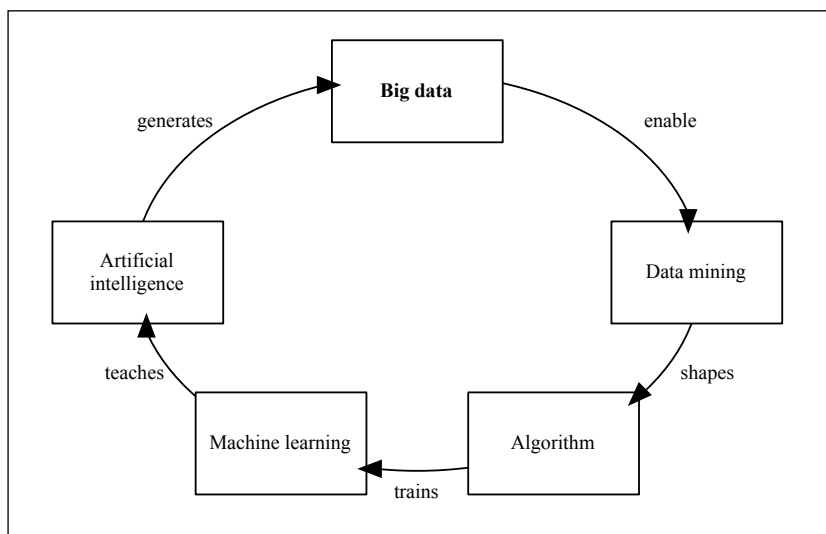 Big data
generates
enable
Artificial
intelligence
Data mining
teaches
shapes
Machine learning
Algorithm
trains